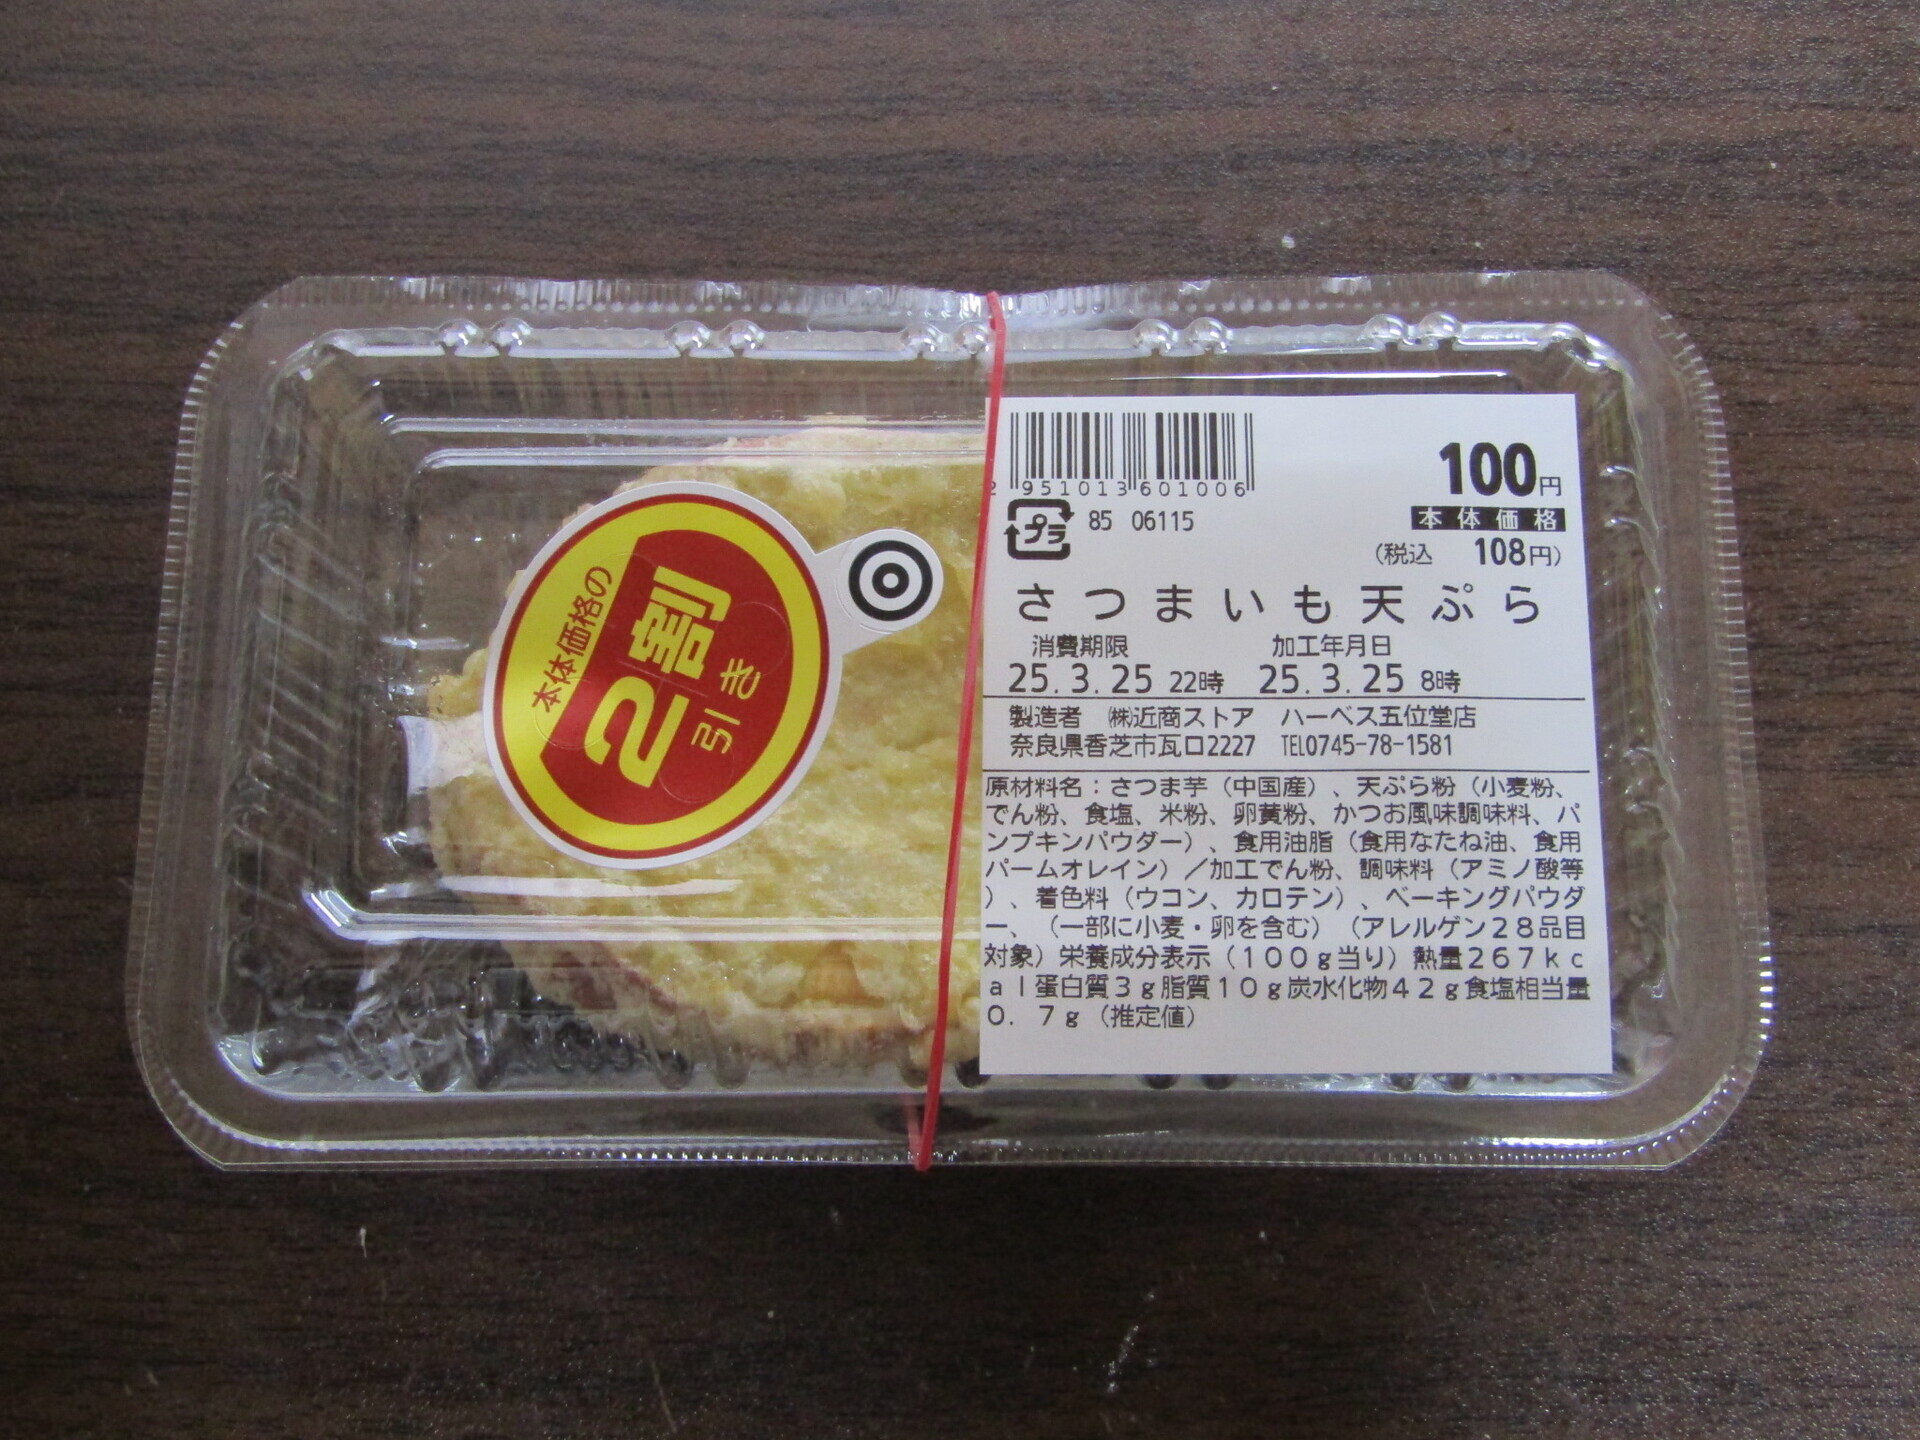 本体価格の
2割
引き
2 951013 601006
プラ
85 06115
100円
本体価格
(税込 108円)
さつまいも天ぷら
消費期限 加工年月日
25.3.25 22時 25.3.25 8時
製造者 ㈱近商ストア ハーベス五位堂店
奈良県香芝市瓦口2227 TEL0745-78-1581
原材料名：さつま芋（中国産）、天ぷら粉（小麦粉、
でん粉、食塩、米粉、卵黄粉、かつお風味調味料、パ
ンプキンパウダー）、食用油脂（食用なたね油、食用
パームオレイン）／加工でん粉、調味料（アミノ酸等
）、着色料（ウコン、カロテン）、ベーキングパウダ
ー、（一部に小麦・卵を含む）（アレルゲン２８品目
対象）栄養成分表示（１００ｇ当り）熱量２６７ｋｃ
ａｌ蛋白質３ｇ脂質１０ｇ炭水化物４２ｇ食塩相当量
０．７ｇ（推定値）